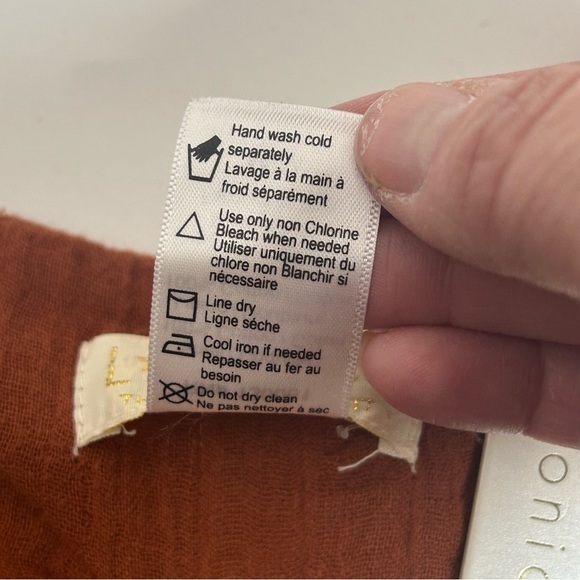 Hand wash cold
separately
Lavage à la main à
froid séparément
Use only non Chlorine
Bleach when needed
Utiliser uniquement du
chlore non Blanchir si
nécessaire
Line dry
Ligne séche
Cool iron if needed
Repasser au fer au
besoin
Do not dry clean
Ne pas nettoyer à sec